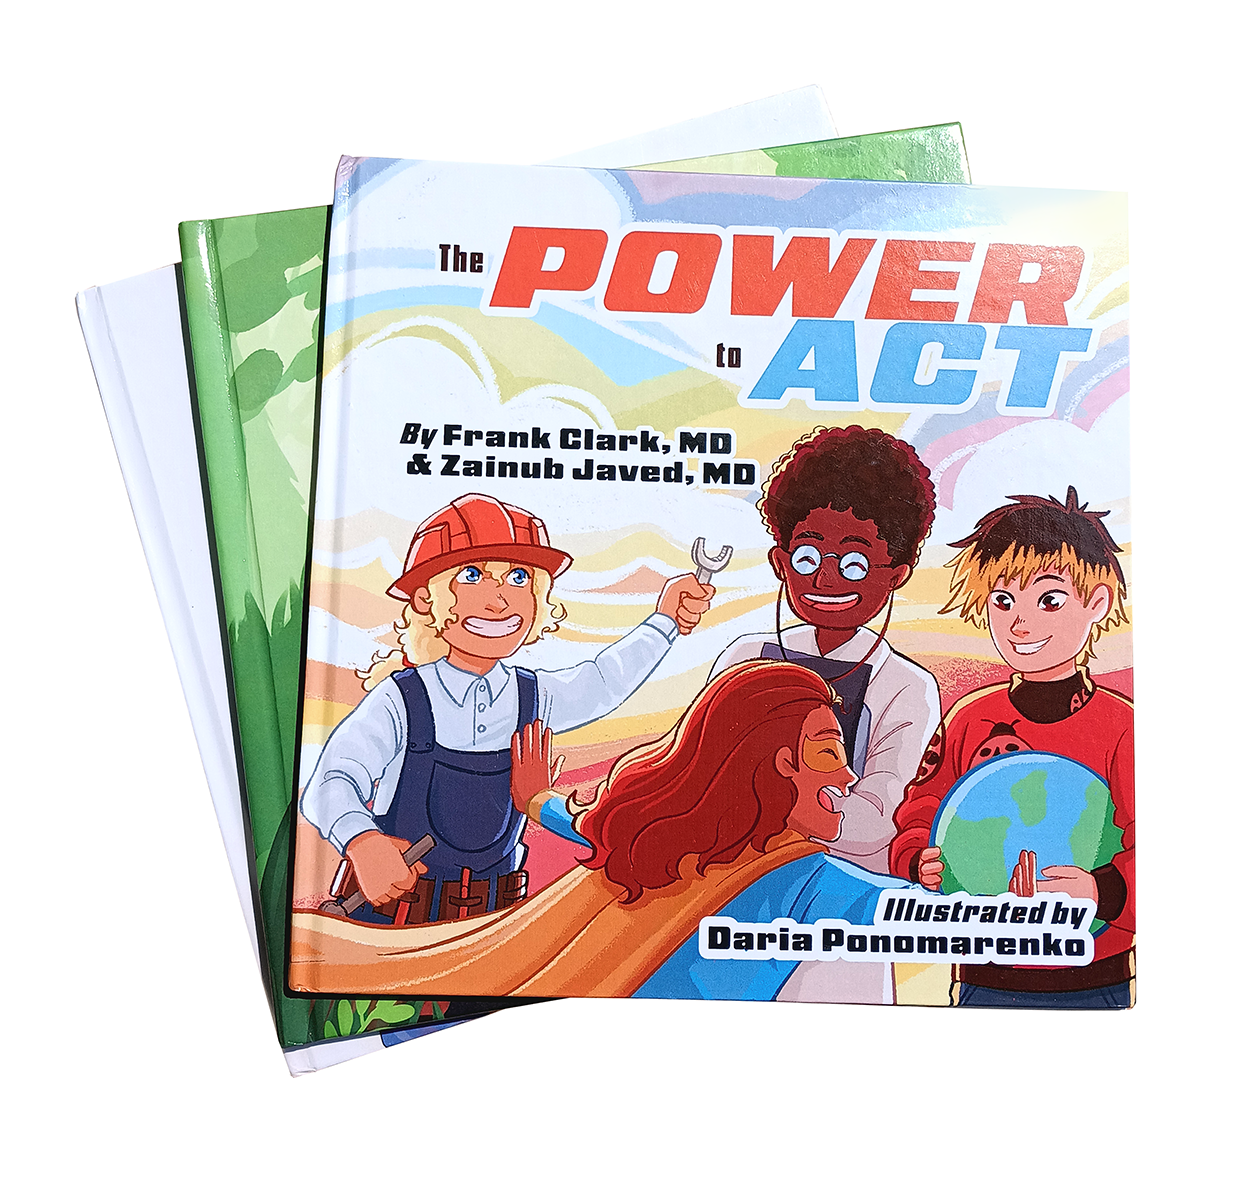 The POWER
to ACT
By Frank Clark, MD
& Zainub Javed, MD
Illustrated by
Daria Ponomarenko